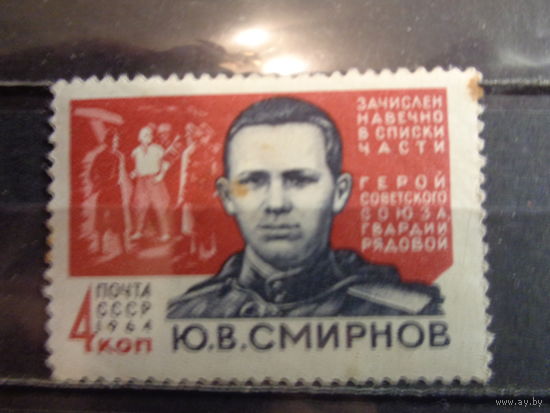 ЗАЧИСЛЕН
НАВЕЧНО
В СПИСКИ
ЧАСТИ
ГЕРОЙ
СОВЕТСКОГО
СОЮЗА,
ГВАРДИИ
РЯДОВОЙ
ПОЧТА
СССР
1964
4 КОП
Ю.В.СМИРНОВ
www.ay.by